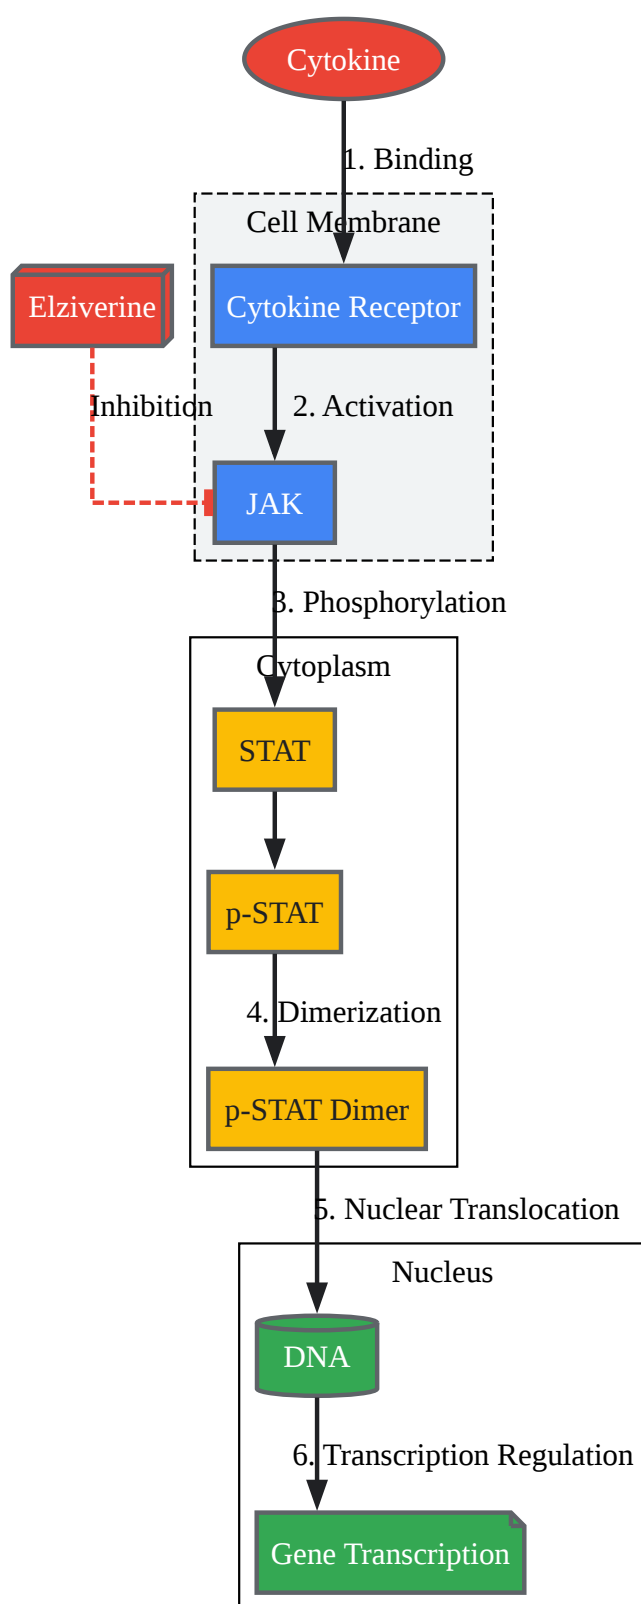 Cytokine
1. Binding
Cell Membrane
Elziverine
Cytokine Receptor
Inhibition
2. Activation
JAK
3. Phosphorylation
Cytoplasm
STAT
p-STAT
4. Dimerization
p-STAT Dimer
5. Nuclear Translocation
Nucleus
DNA
6. Transcription Regulation
Gene Transcription